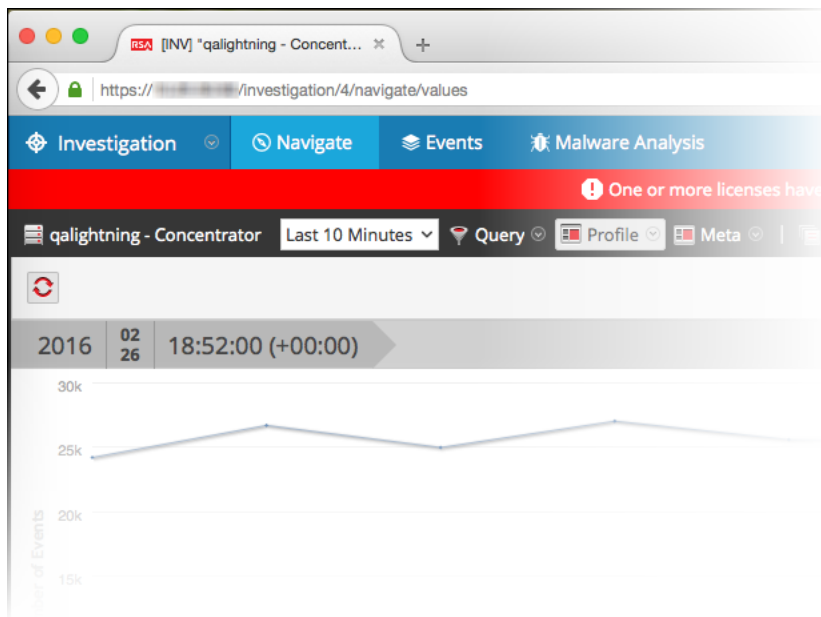 RSA [INV] "qalightning - Concent...
https:// /investigation/4/navigate/values
Investigation Navigate Events Malware Analysis
One or more licenses have
qalightning - Concentrator Last 10 Minutes Query Profile Meta
2016 02 26 18:52:00 (+00:00)
30k
25k
20k
15k
of Events